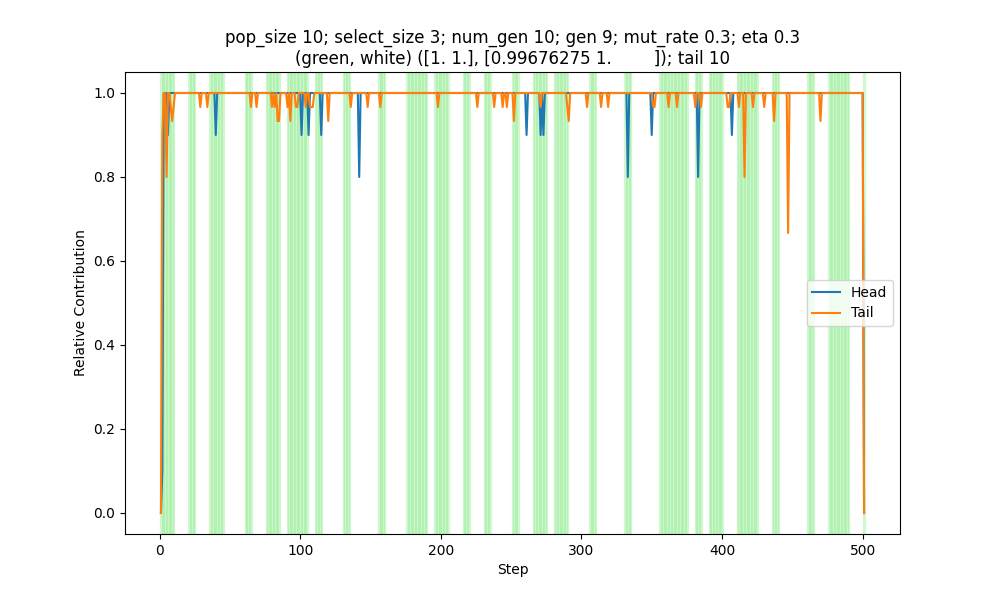 pop_size 10; select_size 3; num_gen 10; gen 9; mut_rate 0.3; eta 0.3
(green, white) ([1. 1.], [0.99676275 1.         ]); tail 10
1.0
0.8
0.6
0.4
0.2
0.0
Relative Contribution
Head
Tail
0 100 200 300 400 500
Step